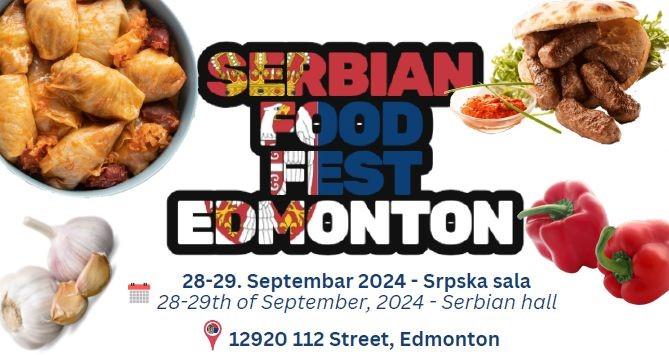 SERBIAN
FOOD
FEST
EDMONTON
28-29. Septembar 2024 - Srpska sala
28-29th of September, 2024 - Serbian hall
12920 112 Street, Edmonton